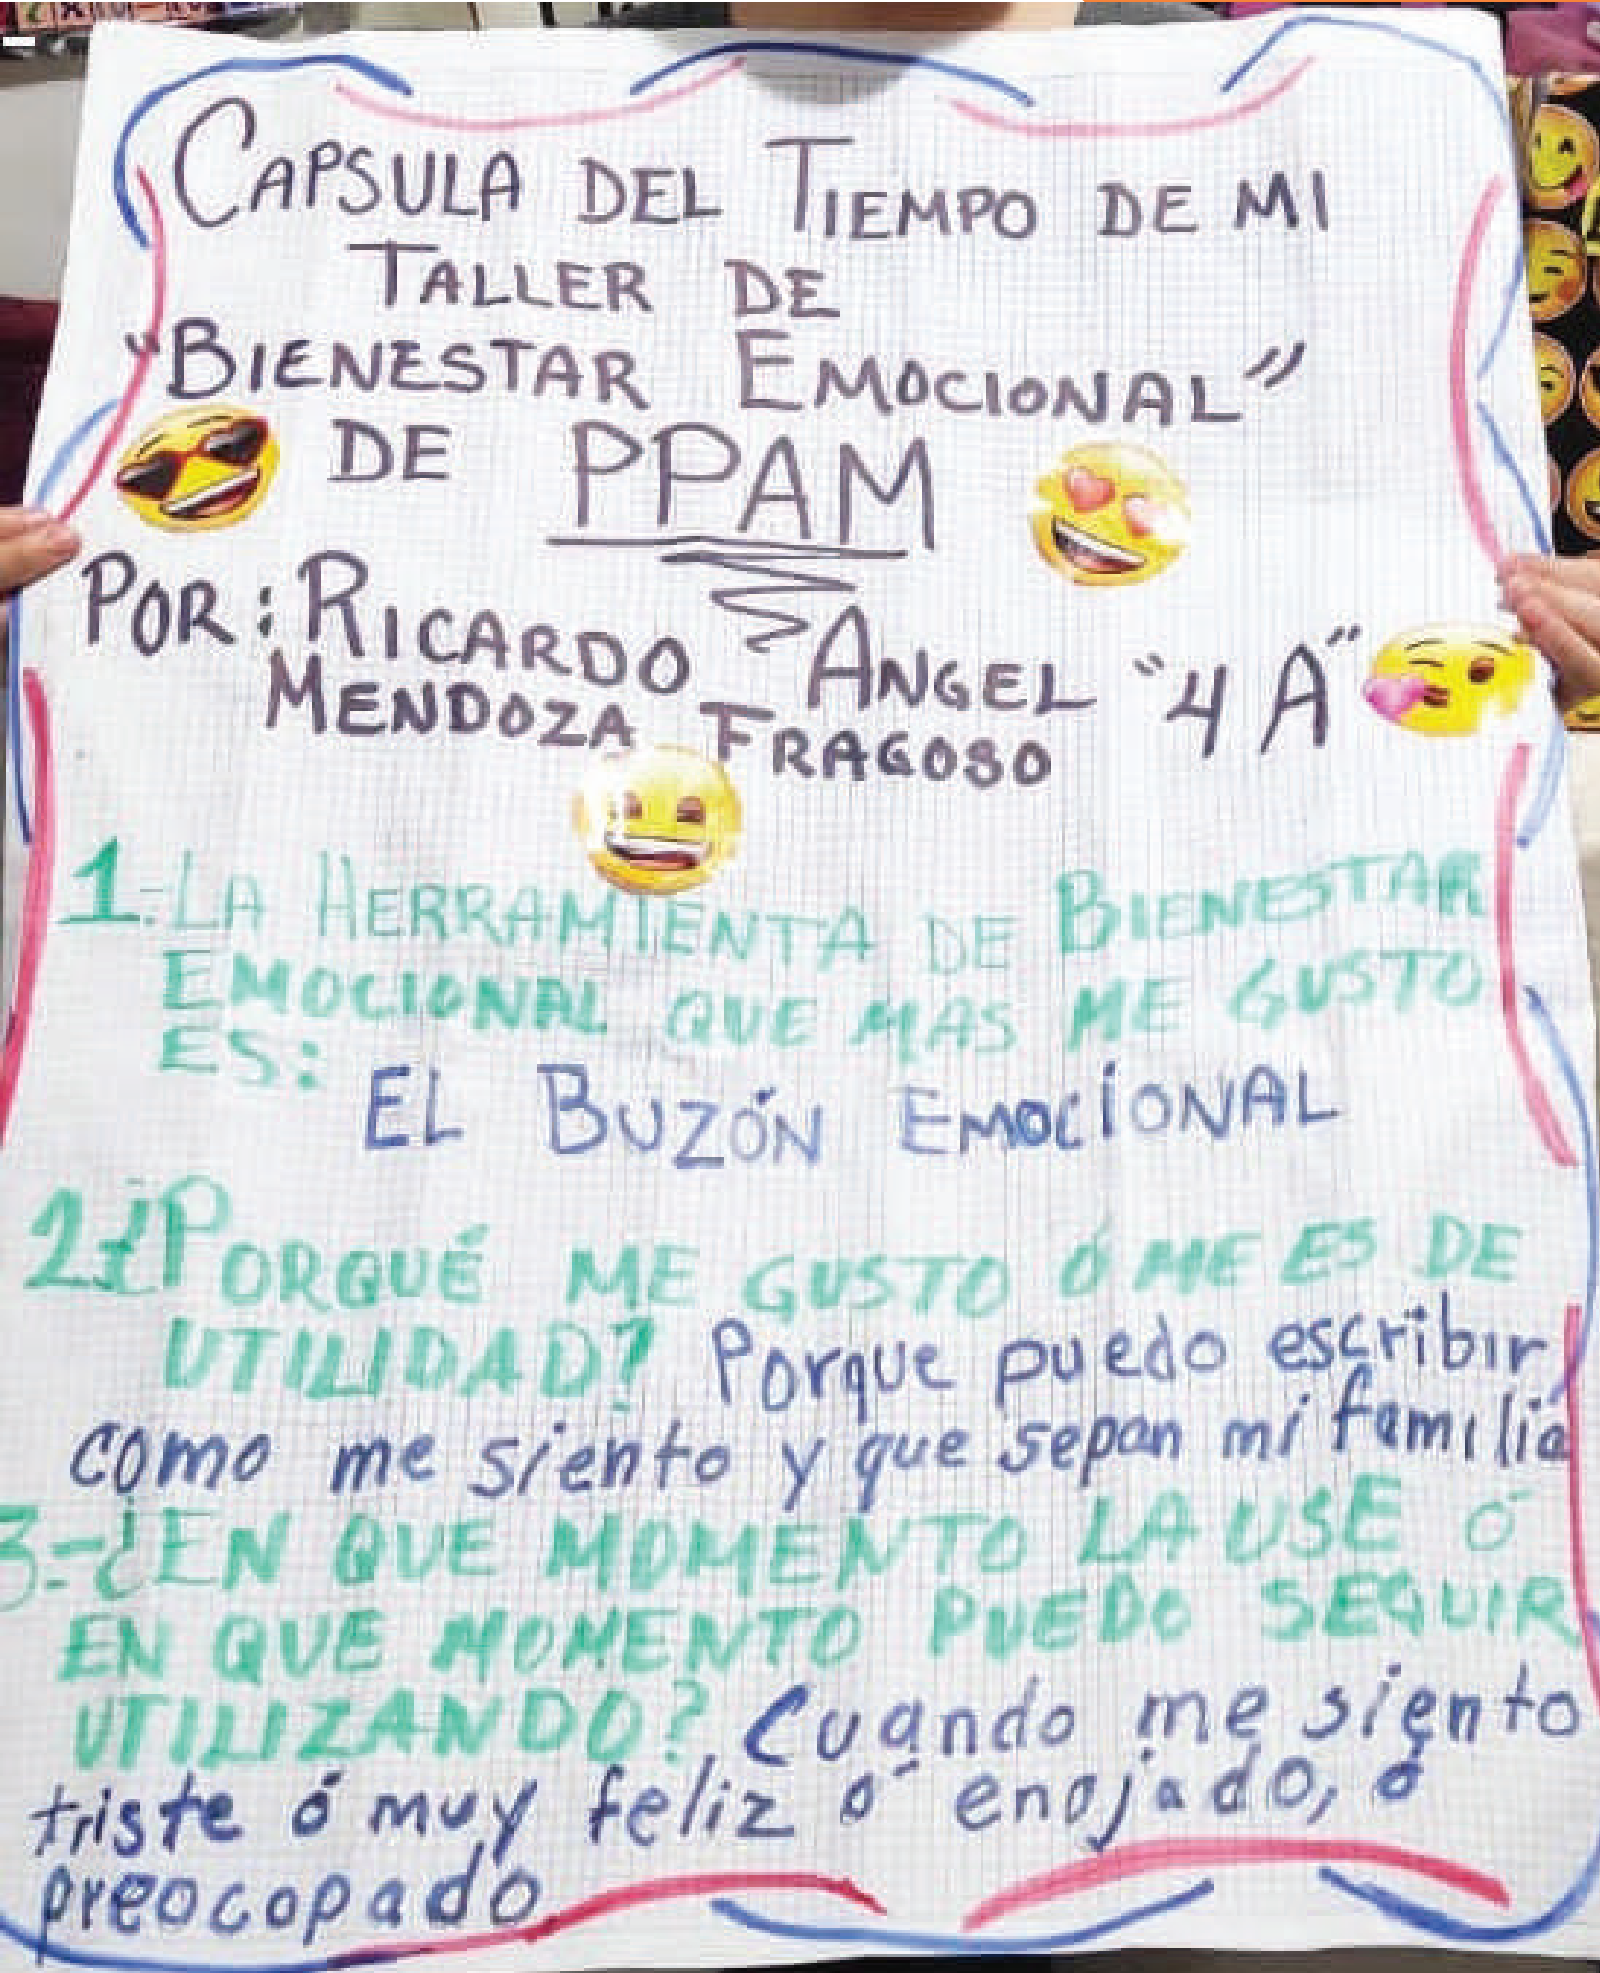 CAPSULA DEL TIEMPO DE MI
TALLER DE
"BIENESTAR EMOCIONAL"
DE PPAM
POR: RICARDO ANGEL "4 A"
MENDOZA FRAGOSO
1.-LA HERRAMIENTA DE BIENESTAR
EMOCIONAL QUE MAS ME GUSTO
ES:
EL BUZÓN EMOCIONAL
2.-¿PORQUÉ ME GUSTO Ó ME ES DE
UTILIDAD? Porque puedo escribir
como me siento y que sepan mi familia
3.-¿EN QUE MOMENTO LA USE Ó
EN QUE MOMENTO PUEDO SEGUIR
UTILIZANDO? Cuando me siento
triste ó muy feliz ó enojado, ó
preocopado